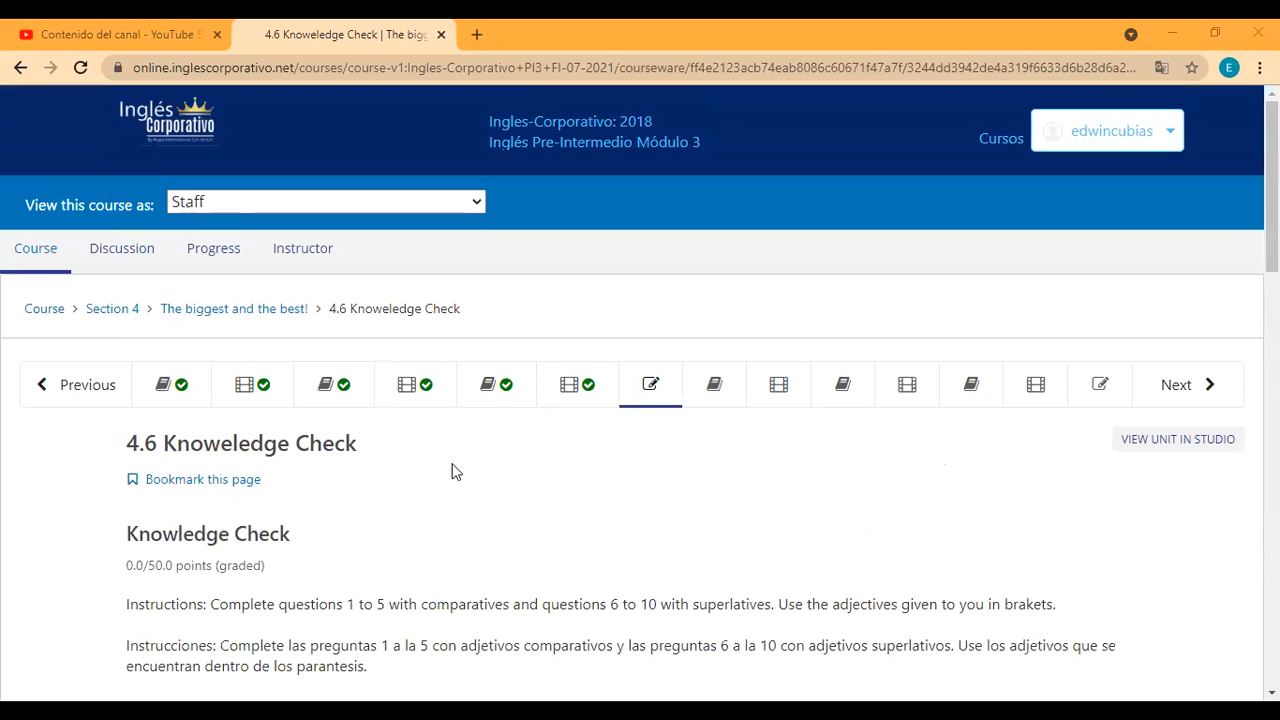 Contenido del canal - YouTube S
4.6 Knoweledge Check | The bigg
online.inglescorporativo.net/courses/course-v1:Ingles-Corporativo+PI3+FI-07-2021/courseware/ff4e2123acb74eab8086c60671f47a7f/3244dd3942de4a319f6633d6b28d6a2...
E
Inglés
Corporativo
Ingles-Corporativo: 2018
Inglés Pre-Intermedio Módulo 3
Cursos
edwincubias
View this course as:
Staff
Course
Discussion
Progress
Instructor
Course > Section 4 > The biggest and the best! > 4.6 Knoweledge Check
Previous
Next
4.6 Knoweledge Check
VIEW UNIT IN STUDIO
Bookmark this page
Knowledge Check
0.0/50.0 points (graded)
Instructions: Complete questions 1 to 5 with comparatives and questions 6 to 10 with superlatives. Use the adjectives given to you in brakets.
Instrucciones: Complete las preguntas 1 a la 5 con adjetivos comparativos y las preguntas 6 a la 10 con adjetivos superlativos. Use los adjetivos que se
encuentran dentro de los parantesis.